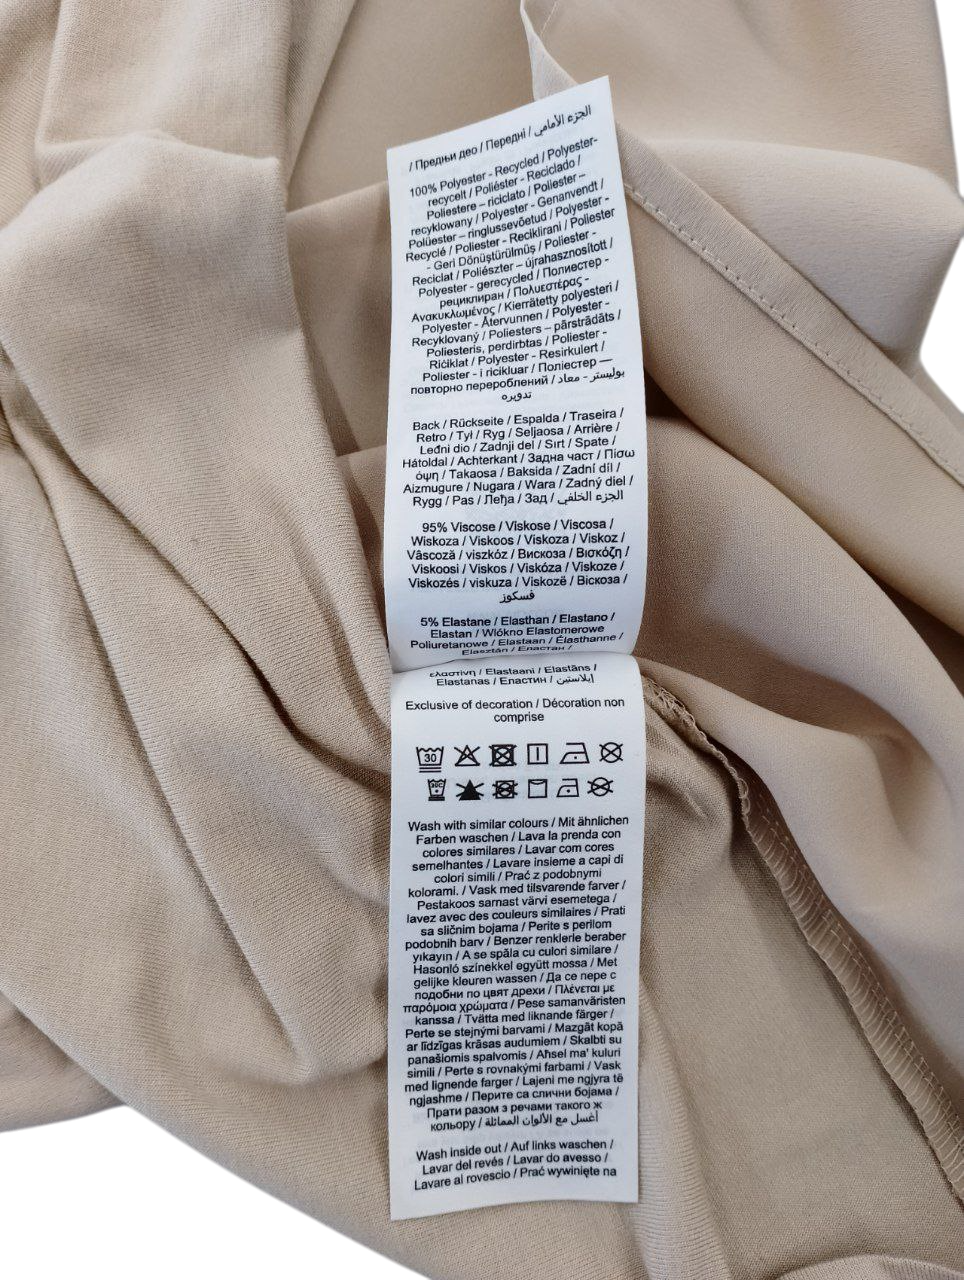 / Предњи део / Передні / الجزء الأمامي
100% Polyester - Recycled / Polyester-
recycelt / Poliéster - Reciclado /
Poliestere – riciclato / Poliester –
recyklowany / Polyester - Genanvendt /
Polüester – ringlussevõetud / Polyester -
Recyclé / Poliester - Reciklirani / Poliester
- Geri Dönüştürülmüş / Poliester -
Reciclat / Poliészter – újrahasznosított /
Polyester - gerecycled / Полиестер -
рециклиран / Πολυεστέρας -
Ανακυκλωμένος / Kierrätetty polyesteri /
Polyester - Återvunnen / Polyester -
Recyklovaný / Poliesters – pārstrādāts /
Poliesteris, perdirbtas / Poliester -
Riċiklat / Polyester - Resirkulert /
Poliester - i ricikluar / Поліестер —
повторно перероблений / بوليستر - معاد
تدويره
Back / Rückseite / Espalda / Traseira /
Retro / Tył / Ryg / Seljaosa / Arrière /
Leđni dio / Zadnji del / Sırt / Spate /
Hátoldal / Achterkant / Задна част / Πίσω
όψη / Takaosa / Baksida / Zadní díl /
Aizmugure / Nugara / Wara / Zadný diel /
Rygg / Pas / Леђа / Зад / الجزء الخلفي
95% Viscose / Viskose / Viscosa /
Wiskoza / Viskoos / Viskoza / Viskoz /
Vâscoză / viszkóz / Вискоза / Βισκόζη /
Viskoosi / Viskos / Viskóza / Viskoze /
Viskozės / viskuza / Viskozë / Віскоза /
فسكوز
5% Elastane / Elasthan / Elastano /
Elastan / Włókno Elastomerowe
Poliuretanowe / Elastaan / Élasthanne /
Elasztán / Еластан /
ελαστίνη / Elastaani / Elastāns /
Elastanas / Еластин / إيلاستين
Exclusive of decoration / Décoration non
comprise
30
Wash with similar colours / Mit ähnlichen
Farben waschen / Lava la prenda con
colores similares / Lavar com cores
semelhantes / Lavare insieme a capi di
colori simili / Prać z podobnymi
kolorami. / Vask med tilsvarende farver /
Pestakoos sarnast värvi esemetega /
lavez avec des couleurs similaires / Prati
sa sličnim bojama / Perite s perilom
podobnih barv / Benzer renklerle beraber
yıkayın / A se spăla cu culori similare /
Hasonló színekkel együtt mossa / Met
gelijke kleuren wassen / Да се пере с
подобни по цвят дрехи / Πλένεται με
παρόμοια χρώματα / Pese samanväristen
kanssa / Tvätta med liknande färger /
Perte se stejnými barvami / Mazgāt kopā
ar līdzīgas krāsas audumiem / Skalbti su
panašiomis spalvomis / Aħsel ma' kuluri
simili / Perte s rovnakými farbami / Vask
med lignende farger / Lajeni me ngjyra të
ngjashme / Перите са слични бојама /
Прати разом з речами такого ж
кольору / أغسل مع الألوان المماثلة
Wash inside out / Auf links waschen /
Lavar del revés / Lavar do avesso /
Lavare al rovescio / Prać wywinięte na